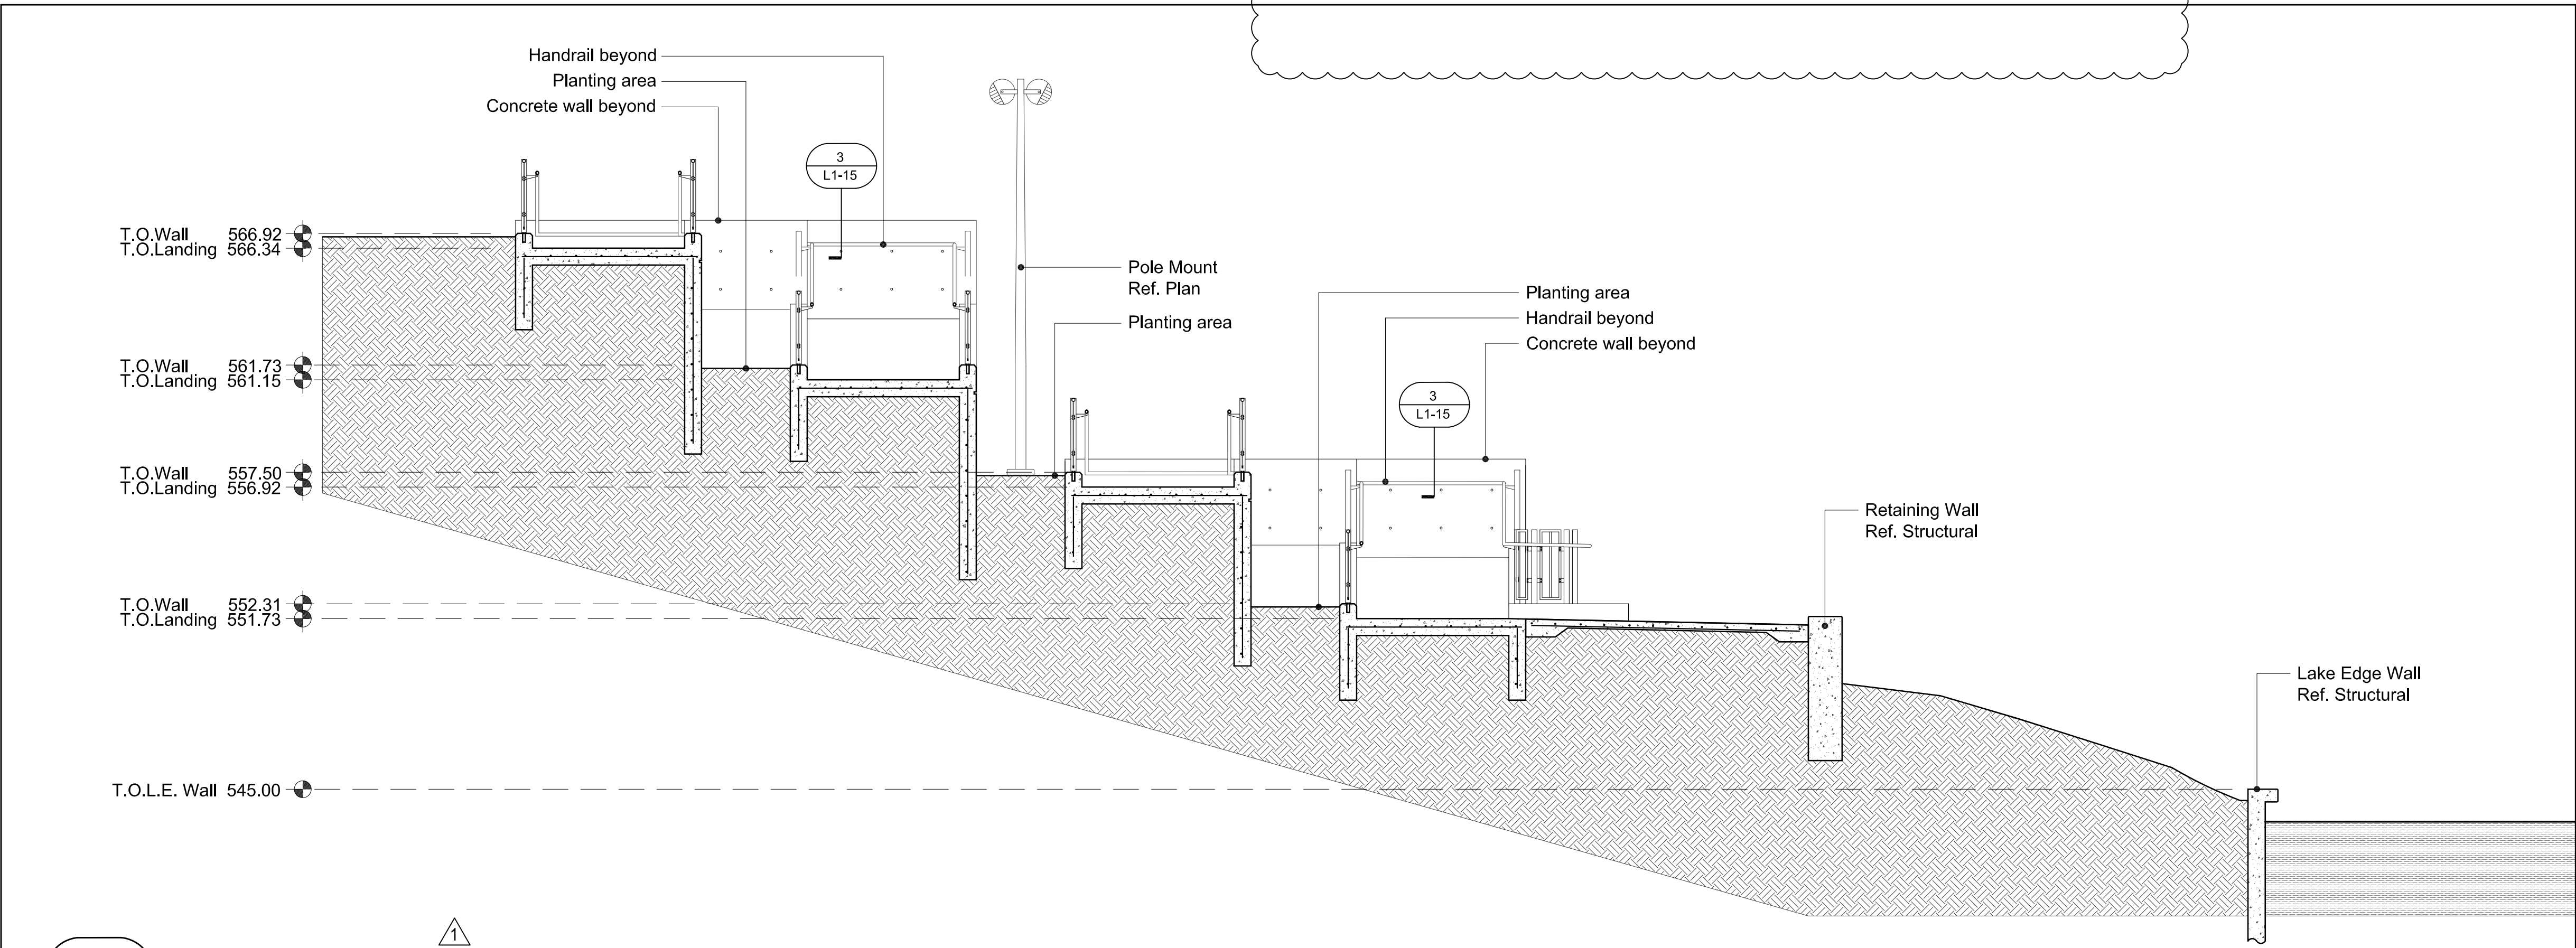 Handrail beyond
Planting area
Concrete wall beyond
3
L1-15
T.O.Wall 566.92
T.O.Landing 566.34
Pole Mount
Ref. Plan
Planting area
Planting area
Handrail beyond
Concrete wall beyond
T.O.Wall 561.73
T.O.Landing 561.15
3
L1-15
T.O.Wall 557.50
T.O.Landing 556.92
Retaining Wall
Ref. Structural
T.O.Wall 552.31
T.O.Landing 551.73
Lake Edge Wall
Ref. Structural
T.O.L.E. Wall 545.00
1